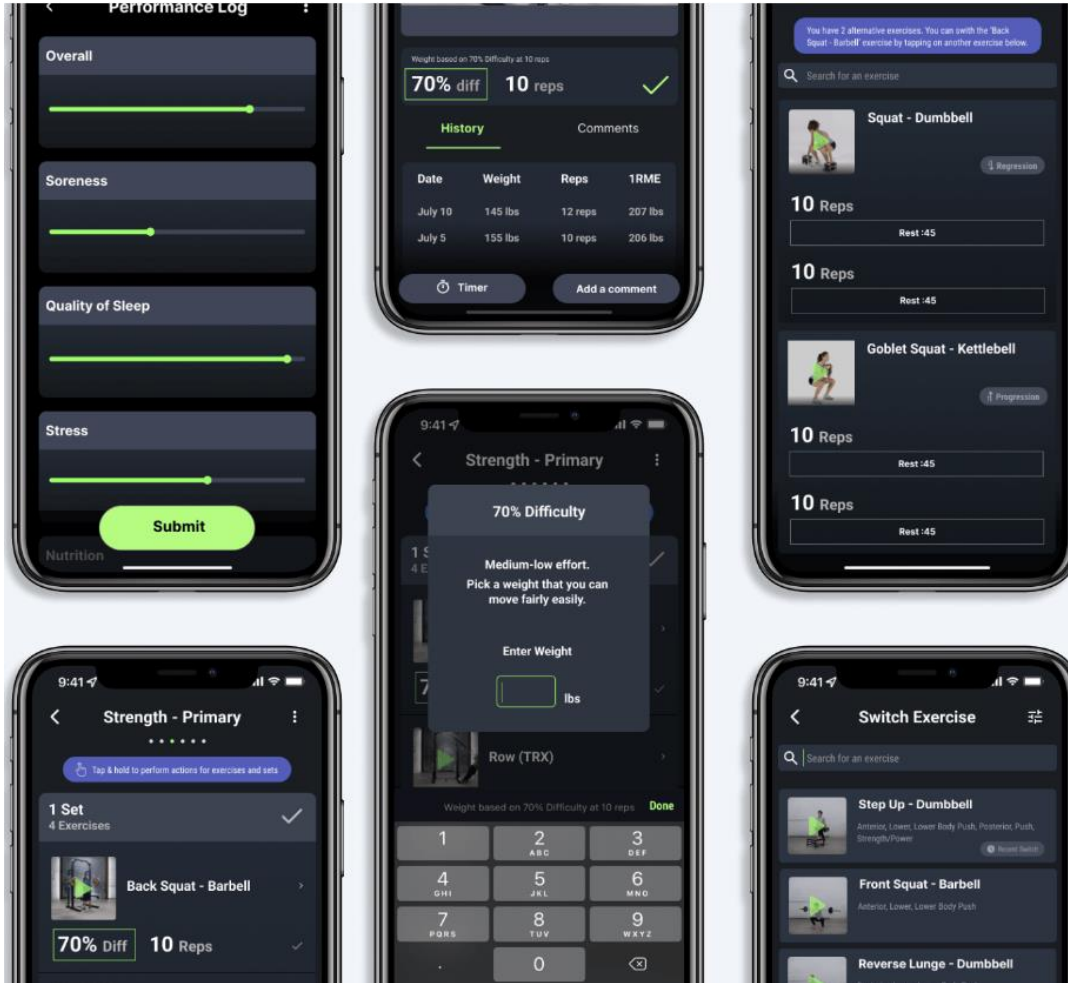 Performance Log
Overall
Soreness
Quality of Sleep
Stress
Submit
Nutrition
9:41
Strength - Primary
Tap & hold to perform actions for exercises and sets
1 Set
4 Exercises
Back Squat - Barbell
70% Diff 10 Reps
Weight based on 70% Difficulty at 10 reps
70% diff 10 reps
History Comments
Date Weight Reps 1RME
July 10 145 lbs 12 reps 207 lbs
July 5 155 lbs 10 reps 206 lbs
Timer Add a comment
9:41
Strength - Primary
70% Difficulty
1 S
4 E
Medium-low effort.
Pick a weight that you can
move fairly easily.
Enter Weight
7
lbs
Row (TRX)
Weight based on 70% Difficulty at 10 reps Done
1 2 3
ABC DEF
4 5 6
GHI JKL MNO
7 8 9
PQRS TUV WXYZ
. 0
You have 2 alternative exercises. You can swith the 'Back
Squat - Barbell' exercise by tapping on another exercise below.
Search for an exercise
Squat - Dumbbell
Regression
10 Reps
Rest :45
10 Reps
Rest :45
Goblet Squat - Kettlebell
Progression
10 Reps
Rest :45
10 Reps
Rest :45
9:41
Switch Exercise
Search for an exercise
Step Up - Dumbbell
Anterior, Lower, Lower Body Push, Posterior, Push,
Strength/Power
Recent Switch
Front Squat - Barbell
Anterior, Lower, Lower Body Push
Reverse Lunge - Dumbbell